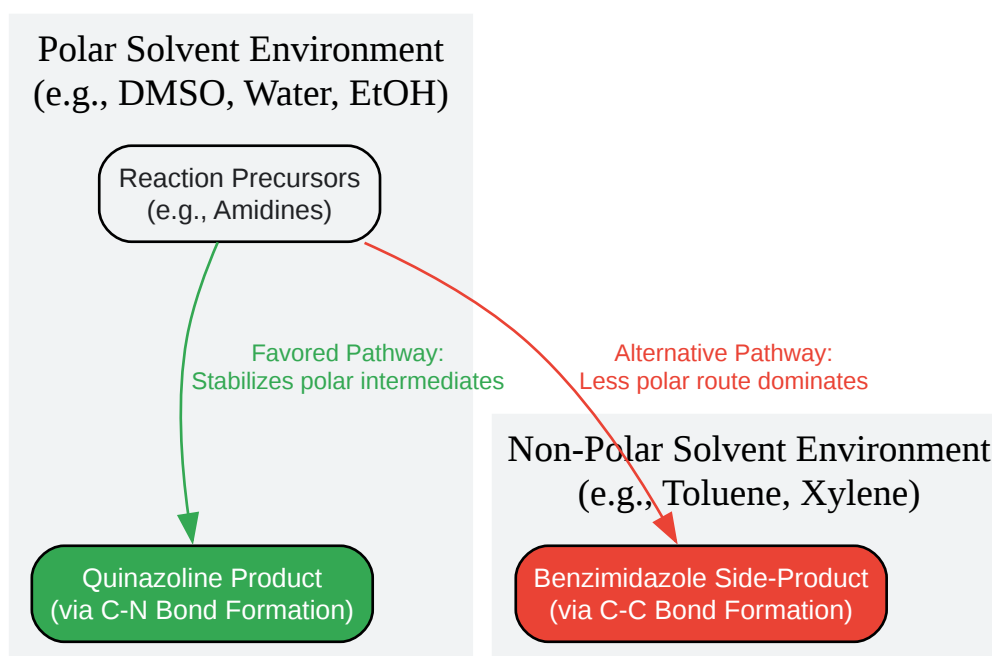 Polar Solvent Environment
(e.g., DMSO, Water, EtOH)
Reaction Precursors
(e.g., Amidines)
Favored Pathway:
Stabilizes polar intermediates
Alternative Pathway:
Less polar route dominates
Non-Polar Solvent Environment
(e.g., Toluene, Xylene)
Quinazoline Product
(via C-N Bond Formation)
Benzimidazole Side-Product
(via C-C Bond Formation)